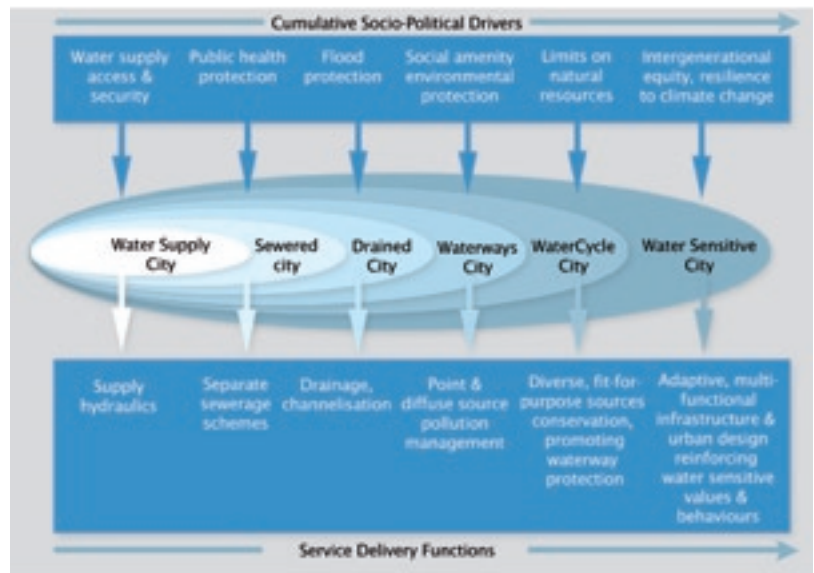 Cumulative Socio-Political Drivers
Water supply
access &
security
Public health
protection
Flood
protection
Social amenity
environmental
protection
Limits on
natural
resources
Intergenerational
equity, resilience
to climate change
Water Supply
City
Sewered
city
Drained
City
Waterways
City
WaterCycle
City
Water Sensitive
City
Supply
hydraulics
Separate
sewerage
schemes
Drainage,
channelisation
Point &
diffuse source
pollution
management
Diverse, fit-for-
purpose sources
conservation,
promoting
waterway
protection
Adaptive, multi-
functional
infrastructure &
urban design
reinforcing
water sensitive
values &
behaviours
Service Delivery Functions